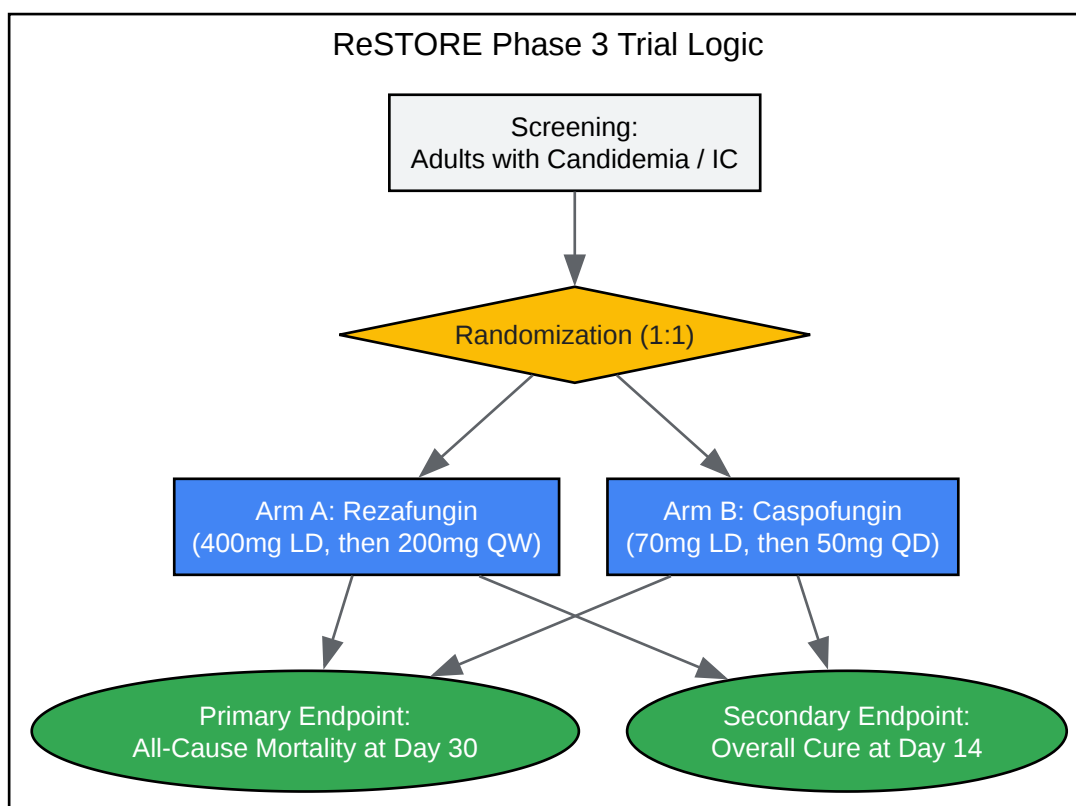 ReSTORE Phase 3 Trial Logic
Screening:
Adults with Candidemia / IC
Randomization (1:1)
Arm A: Rezafungin
(400mg LD, then 200mg QW)
Arm B: Caspofungin
(70mg LD, then 50mg QD)
Primary Endpoint:
All-Cause Mortality at Day 30
Secondary Endpoint:
Overall Cure at Day 14